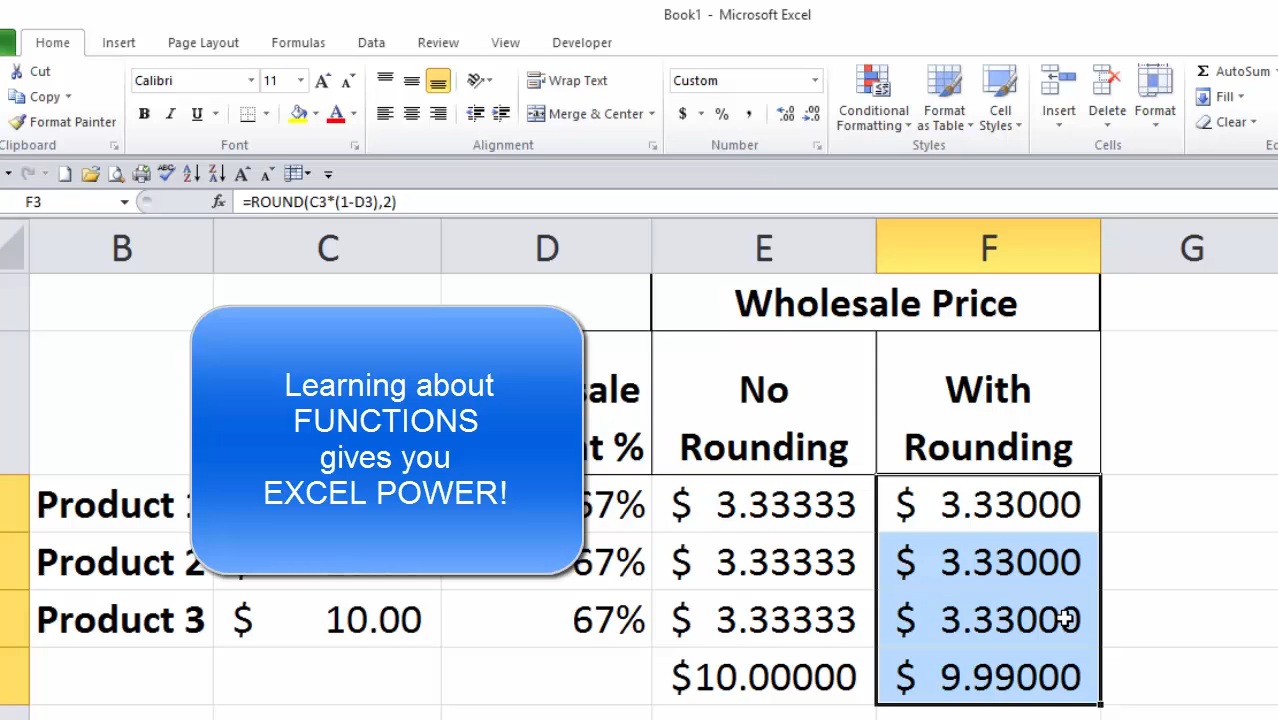 Book1 - Microsoft Excel
Home Insert Page Layout Formulas Data Review View Developer
Cut
Copy
Format Painter
Clipboard
Calibri 11
B I U A
Font
Wrap Text
Merge & Center
Alignment
Custom
$ % ,
Number
Conditional Formatting
Format as Table
Cell Styles
Styles
Insert Delete Format
Cells
Σ AutoSum
Fill
Clear
F3 fx =ROUND(C3*(1-D3),2)
B C D E F G
Wholesale Price
sale No With
t % Rounding Rounding
Learning about
FUNCTIONS
gives you
EXCEL POWER!
Product 67% $ 3.33333 $ 3.33000
Product 2 $ 67% $ 3.33333 $ 3.33000
Product 3 $ 10.00 67% $ 3.33333 $ 3.33000
$10.00000 $ 9.99000